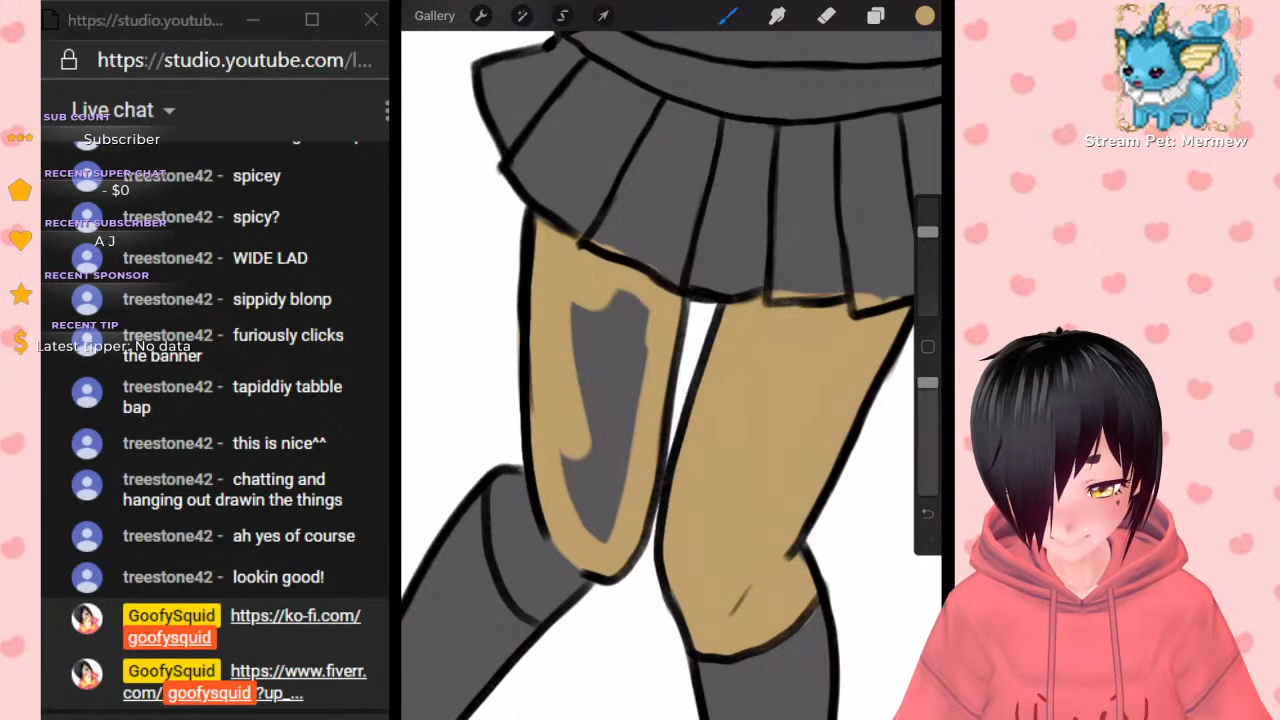 https://studio.youtub...
https://studio.youtube.com/l...
Live chat
SUB COUNT
Subscriber
RECENT SUPER CHAT
- $0
RECENT SUBSCRIBER
A J
RECENT SPONSOR
RECENT TIP
Latest tipper: No data
treestone42 - spicey
treestone42 - spicy?
treestone42 - WIDE LAD
treestone42 - sippidy blonp
treestone42 - furiously clicks
the banner
treestone42 - tapiddiy tabble
bap
treestone42 - this is nice^^
treestone42 - chatting and
hanging out drawin the things
treestone42 - ah yes of course
treestone42 - lookin good!
GoofySquid https://ko-fi.com/
goofysquid
GoofySquid https://www.fiverr.
com/goofysquid?up_...
Gallery
Stream Pet: Mermew